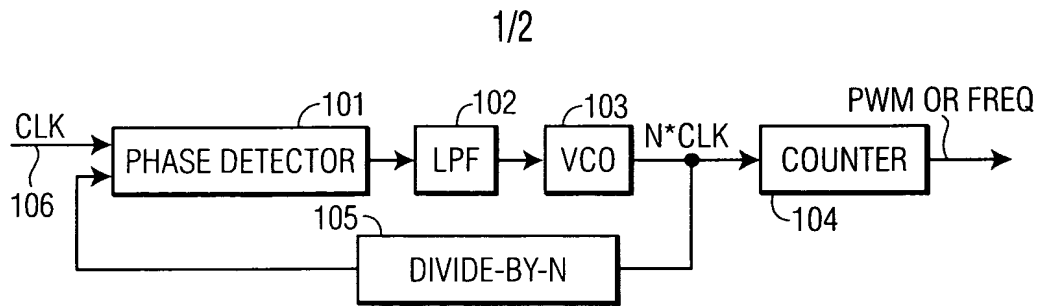 1/2
101
102
103
PWM OR FREQ
CLK
N*CLK
PHASE DETECTOR
LPF
VCO
COUNTER
106
105
104
DIVIDE-BY-N